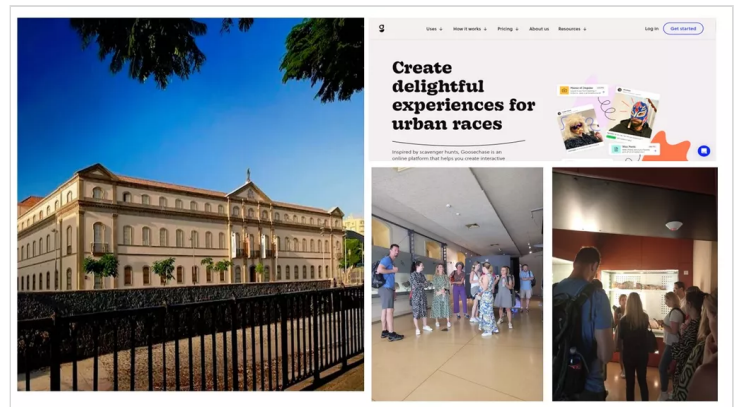 g
Uses ↓ How it works ↓ Pricing ↓ About us Resources ↓ Log in Get started
Create
delightful
experiences for
urban races
Inspired by scavenger hunts, Goosechase is an
online platform that helps you create interactive